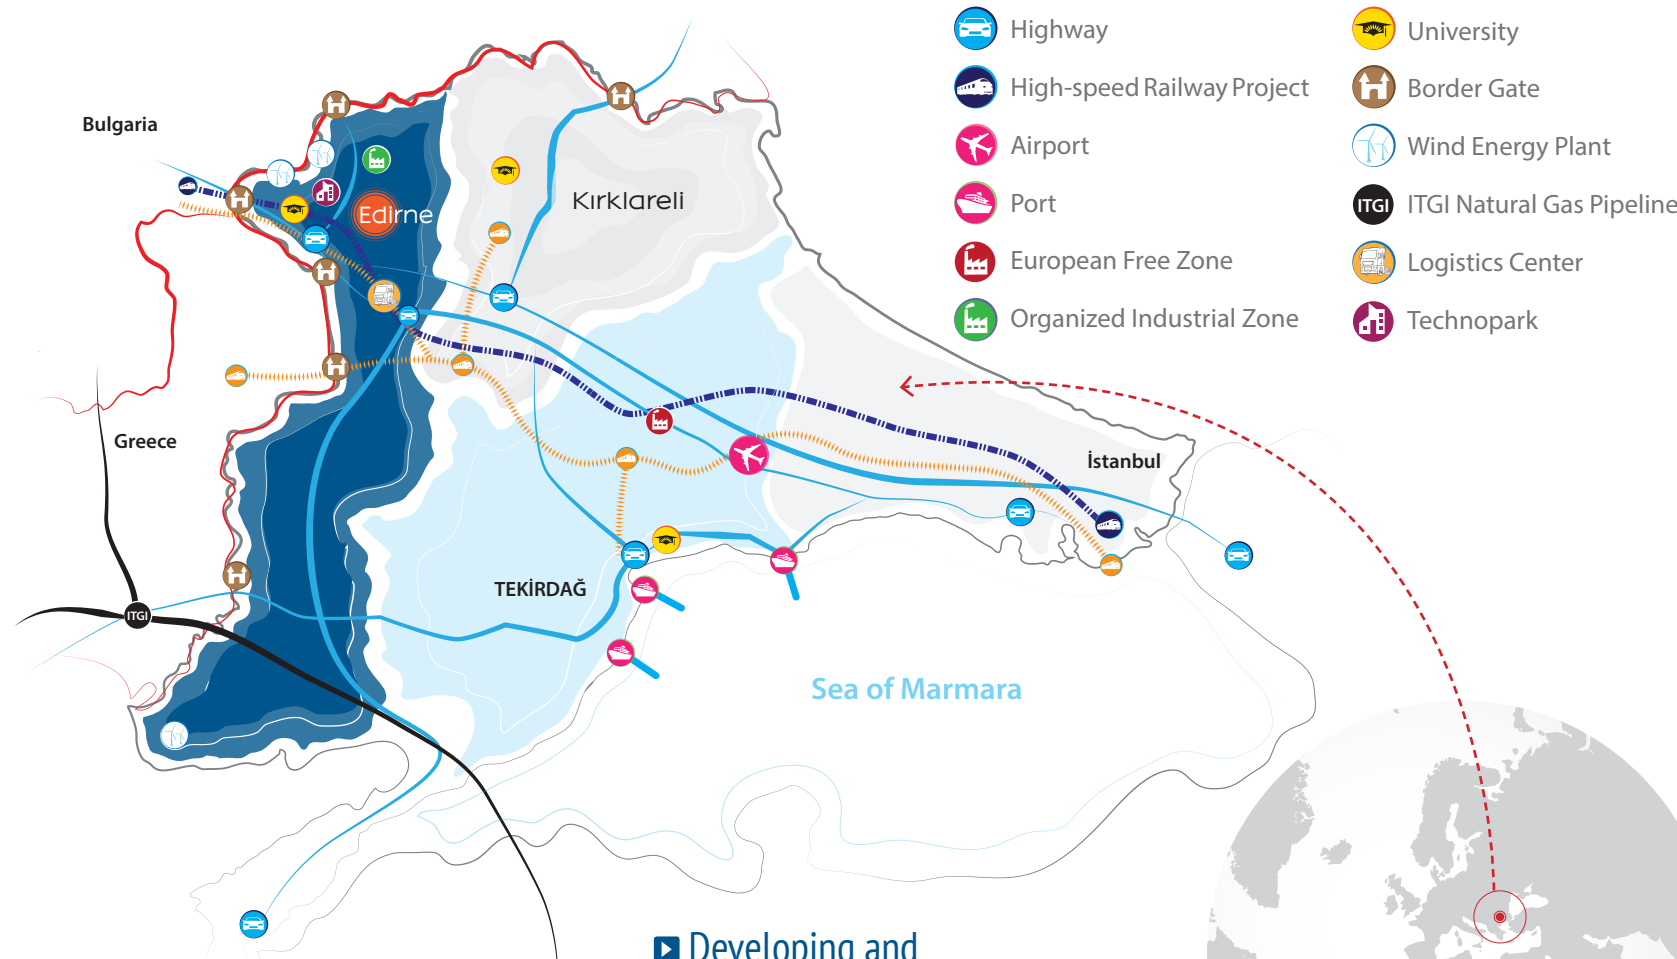 Highway
University
High-speed Railway Project
Border Gate
Bulgaria
Airport
Wind Energy Plant
Kırklareli
Edirne
Port
ITGI
ITGI Natural Gas Pipeline
European Free Zone
Logistics Center
Organized Industrial Zone
Technopark
Greece
İstanbul
TEKİRDAĞ
ITGI
Sea of Marmara
Developing and